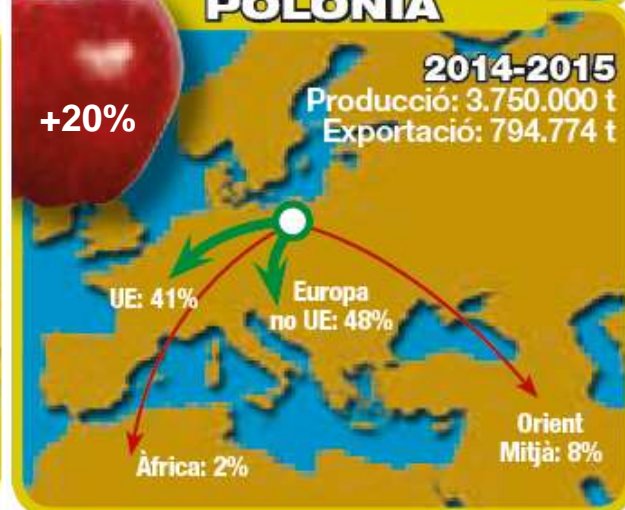 POLÒNIA
2014-2015
Producció: 3.750.000 t
Exportació: 794.774 t
+20%
UE: 41%
Europa
no UE: 48%
Orient
Mitjà: 8%
Àfrica: 2%